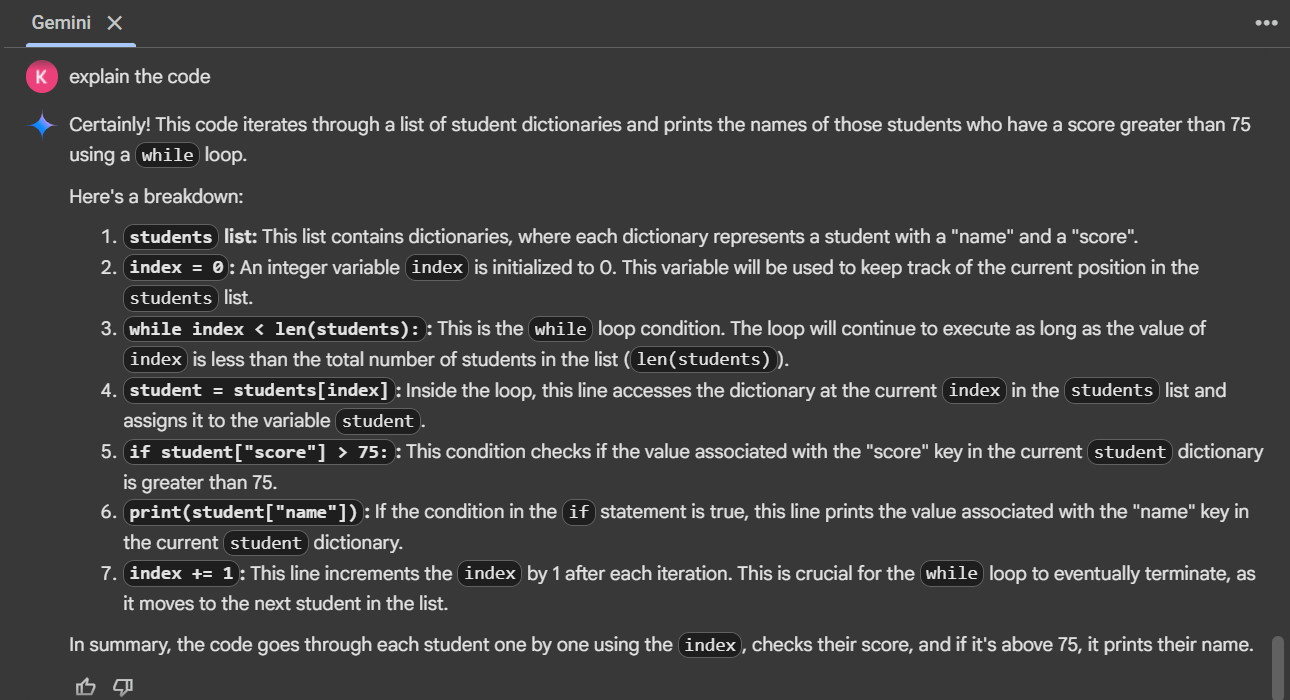 Gemini
K
explain the code
Certainly! This code iterates through a list of student dictionaries and prints the names of those students who have a score greater than 75
using a while loop.
Here's a breakdown:
1. students list: This list contains dictionaries, where each dictionary represents a student with a "name" and a "score".
2. index = 0: An integer variable index is initialized to 0. This variable will be used to keep track of the current position in the
students list.
3. while index < len(students):: This is the while loop condition. The loop will continue to execute as long as the value of
index is less than the total number of students in the list (len(students)).
4. student = students[index]: Inside the loop, this line accesses the dictionary at the current index in the students list and
assigns it to the variable student.
5. if student["score"] > 75:: This condition checks if the value associated with the "score" key in the current student dictionary
is greater than 75.
6. print(student["name"]): If the condition in the if statement is true, this line prints the value associated with the "name" key in
the current student dictionary.
7. index += 1: This line increments the index by 1 after each iteration. This is crucial for the while loop to eventually terminate, as
it moves to the next student in the list.
In summary, the code goes through each student one by one using the index, checks their score, and if it's above 75, it prints their name.